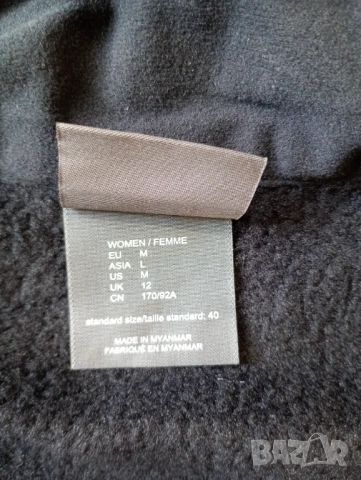 WOMEN / FEMME
EU M
ASIA L
US M
UK 12
CN 170/92A
standard size/taille standard: 40
MADE IN MYANMAR
FABRIQUÉ EN MYANMAR
BAZAR